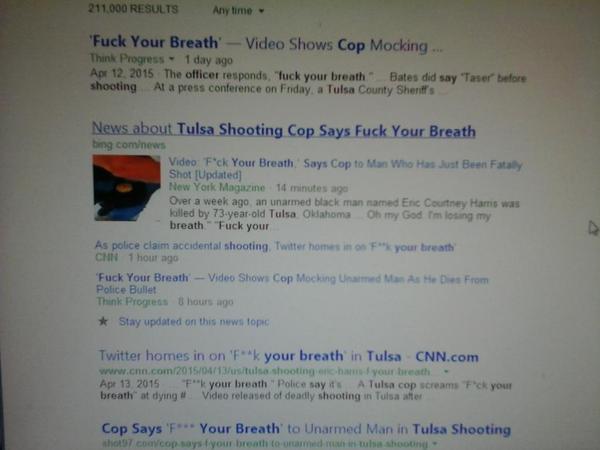 211,000 RESULTS Any time
'Fuck Your Breath' — Video Shows Cop Mocking ...
Think Progress 1 day ago
Apr 12, 2015 · The officer responds, "fuck your breath." ... Bates did say "Taser" before
shooting ... At a press conference on Friday, a Tulsa County Sheriff's ...
News about Tulsa Shooting Cop Says Fuck Your Breath
bing.com/news
Video: 'F*ck Your Breath,' Says Cop to Man Who Has Just Been Fatally
Shot [Updated]
New York Magazine · 14 minutes ago
Over a week ago, an unarmed black man named Eric Courtney Harris was
killed by 73-year-old Tulsa, Oklahoma ... Oh my God. I'm losing my
breath." "Fuck your...
As police claim accidental shooting, Twitter homes in on 'F**k your breath'
CNN · 1 hour ago
'Fuck Your Breath' — Video Shows Cop Mocking Unarmed Man As He Dies From
Police Bullet
Think Progress · 8 hours ago
Stay updated on this news topic
Twitter homes in on 'F**k your breath' in Tulsa - CNN.com
www.cnn.com/2015/04/13/us/tulsa-shooting-eric-harris-f-your-breath...
Apr 13, 2015 · ... "F**k your breath." Police say it's ... A Tulsa cop screams "F*ck your
breath" at dying # ... Video released of deadly shooting in Tulsa after ...
Cop Says 'F*** Your Breath' to Unarmed Man in Tulsa Shooting
shot97.com/cop-says-f-your-breath-to-unarmed-man-in-tulsa-shooting